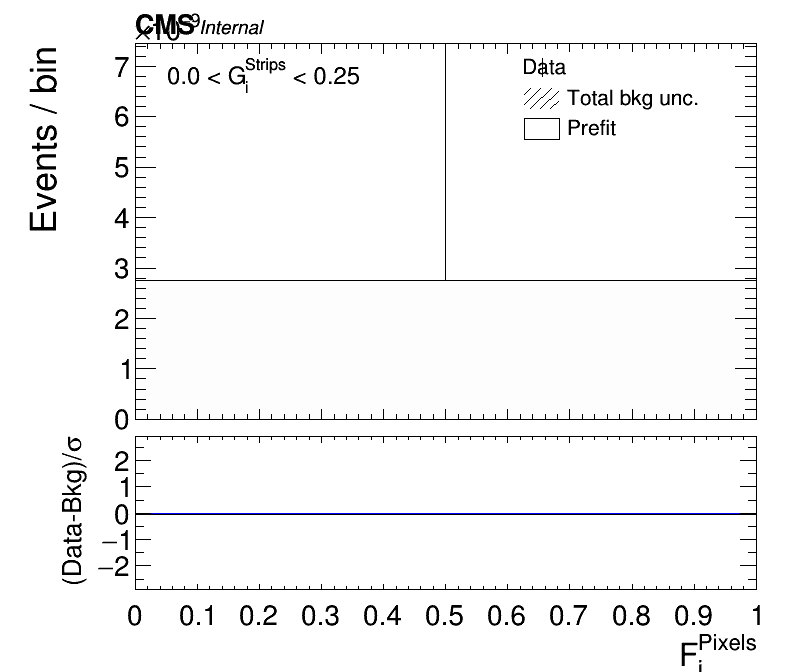 CMS Internal
×10⁻⁹
Events / bin
7
6
5
4
3
2
1
0
0.0 < G_i^Strips < 0.25
Data
Total bkg unc.
Prefit
(Data-Bkg)/σ
2
1
0
−1
−2
0 0.1 0.2 0.3 0.4 0.5 0.6 0.7 0.8 0.9 1
F_i^Pixels